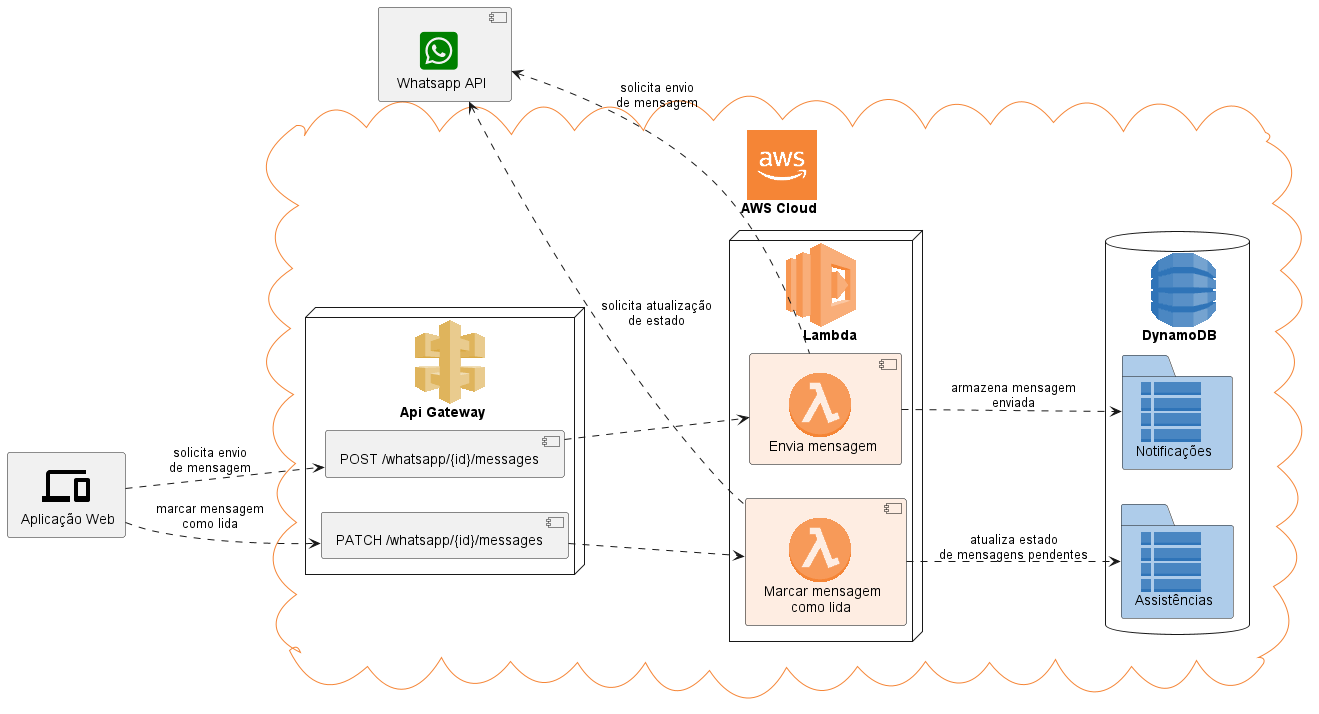 Whatsapp API
solicita envio
de mensagem
aws
AWS Cloud
solicita atualização
de estado
Lambda
DynamoDB
Api Gateway
armazena mensagem
enviada
Envia mensagem
Notificações
POST /whatsapp/{id}/messages
solicita envio
de mensagem
Aplicação Web
marcar mensagem
como lida
PATCH /whatsapp/{id}/messages
atualiza estado
de mensagens pendentes
Marcar mensagem
como lida
Assistências